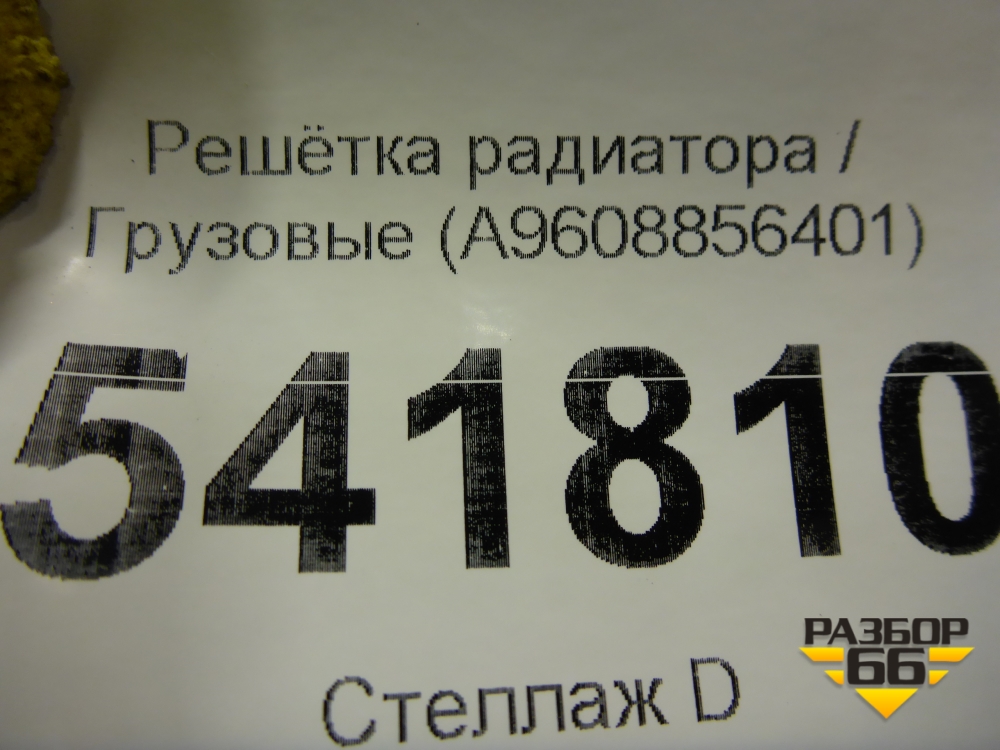 Решётка радиатора /
Грузовые (A9608856401)
541810
Стеллаж D
РАЗБОР
66